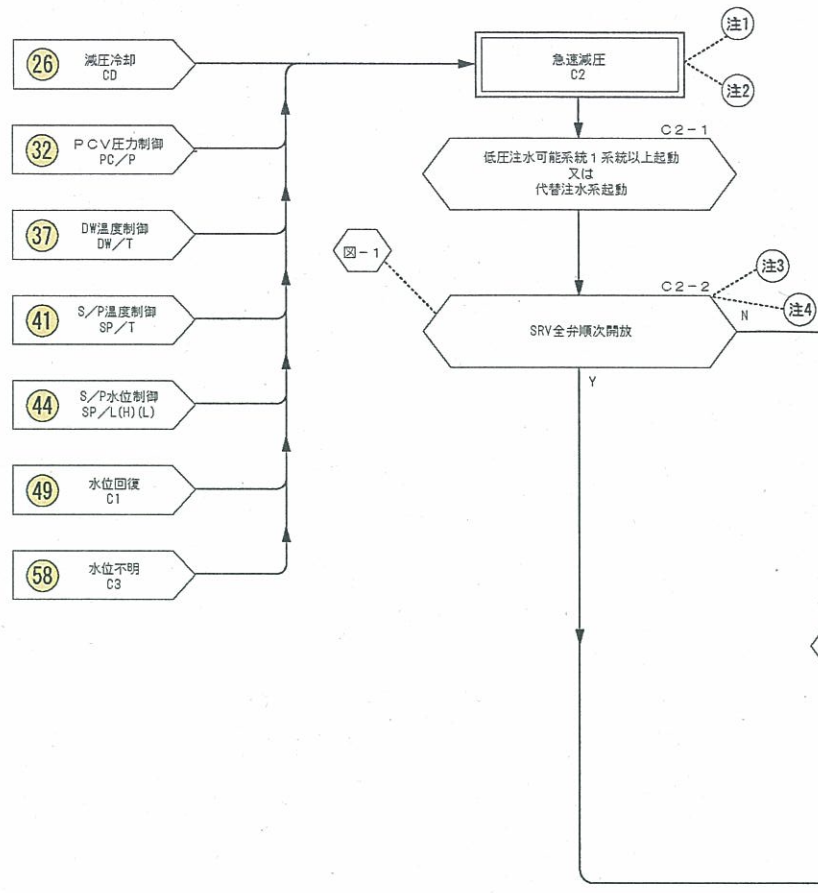 26
減圧冷却
CD
32
PCV圧力制御
PC/P
37
DW温度制御
DW/T
41
S/P温度制御
SP/T
44
S/P水位制御
SP/L(H)(L)
49
水位回復
C1
58
水位不明
C3
急速減圧
C2
注1
注2
C2-1
低圧注水可能系統1系統以上起動
又は
代替注水系起動
図-1
C2-2
注3
注4
SRV全弁順次開放
N
Y